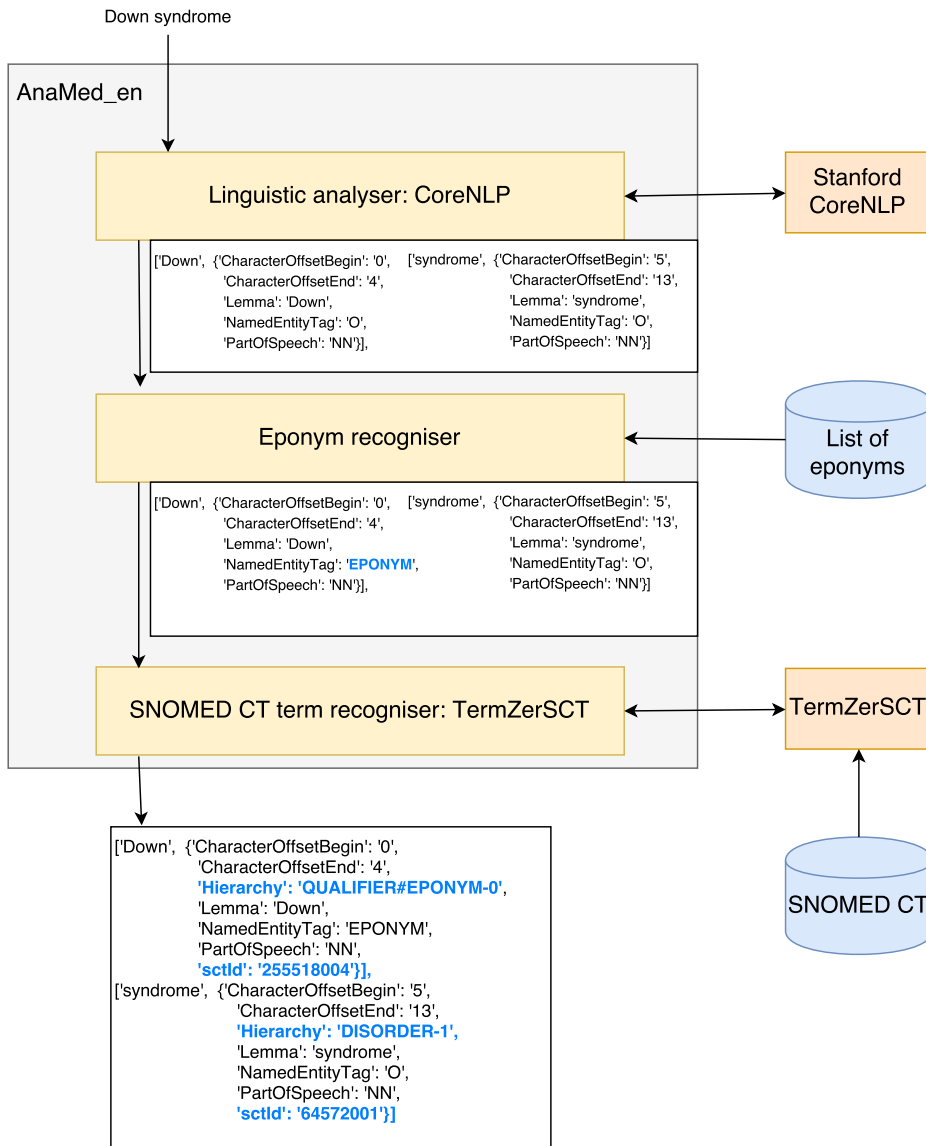 Down syndrome
AnaMed_en
Linguistic analyser: CoreNLP
Stanford
CoreNLP
['Down', {'CharacterOffsetBegin': '0',
'CharacterOffsetEnd': '4',
'Lemma': 'Down',
'NamedEntityTag': 'O',
'PartOfSpeech': 'NN'}],
['syndrome', {'CharacterOffsetBegin': '5',
'CharacterOffsetEnd': '13',
'Lemma': 'syndrome',
'NamedEntityTag': 'O',
'PartOfSpeech': 'NN'}]
Eponym recogniser
List of
eponyms
['Down', {'CharacterOffsetBegin': '0',
'CharacterOffsetEnd': '4',
'Lemma': 'Down',
'NamedEntityTag': 'EPONYM',
'PartOfSpeech': 'NN'}],
['syndrome', {'CharacterOffsetBegin': '5',
'CharacterOffsetEnd': '13',
'Lemma': 'syndrome',
'NamedEntityTag': 'O',
'PartOfSpeech': 'NN'}]
SNOMED CT term recogniser: TermZerSCT
TermZerSCT
SNOMED CT
['Down', {'CharacterOffsetBegin': '0',
'CharacterOffsetEnd': '4',
'Hierarchy': 'QUALIFIER#EPONYM-0',
'Lemma': 'Down',
'NamedEntityTag': 'EPONYM',
'PartOfSpeech': 'NN',
'sctId': '255518004'}],
['syndrome', {'CharacterOffsetBegin': '5',
'CharacterOffsetEnd': '13',
'Hierarchy': 'DISORDER-1',
'Lemma': 'syndrome',
'NamedEntityTag': 'O',
'PartOfSpeech': 'NN',
'sctId': '64572001'}]